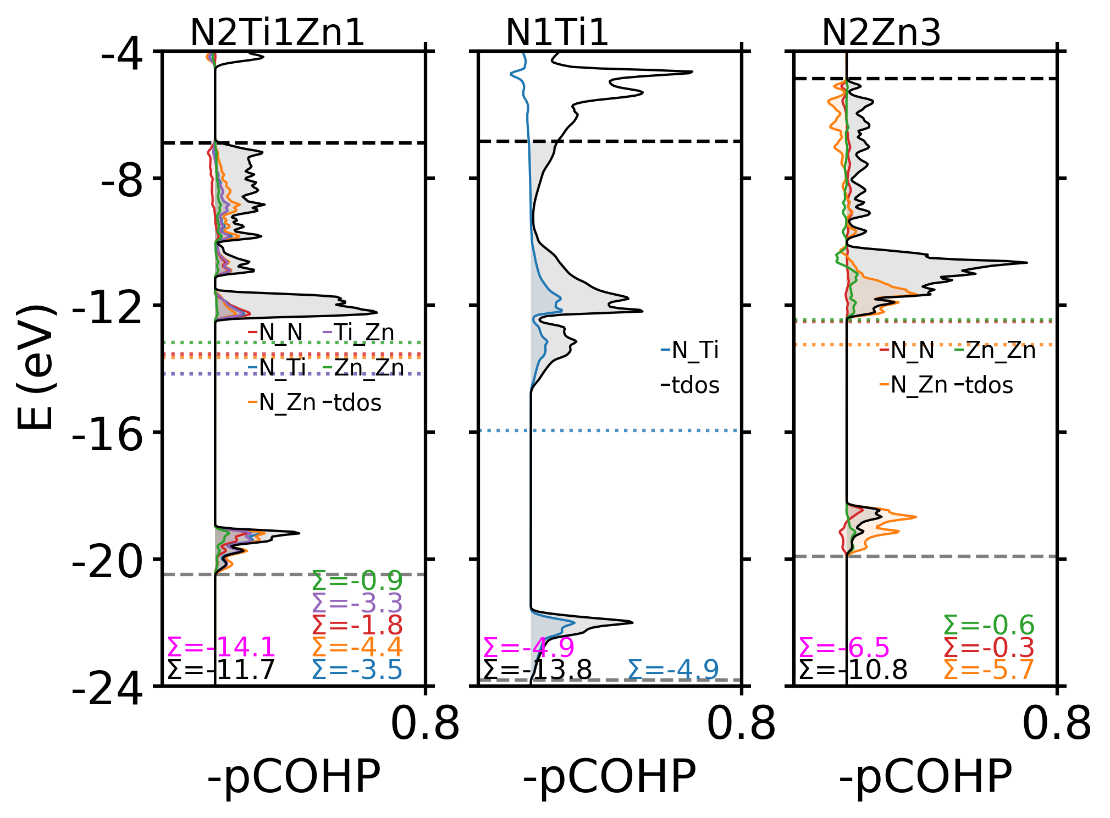 N2Ti1Zn1
N1Ti1
N2Zn3
E (eV)
-4
-8
-12
-16
-20
-24
N_N
Ti_Zn
N_Ti
Zn_Zn
N_Zn
tdos
Σ=-0.9
Σ=-3.3
Σ=-1.8
Σ=-14.1
Σ=-4.4
Σ=-11.7
Σ=-3.5
0.8
-pCOHP
N_Ti
tdos
Σ=-4.9
Σ=-13.8
Σ=-4.9
0.8
-pCOHP
N_N
Zn_Zn
N_Zn
tdos
Σ=-0.6
Σ=-6.5
Σ=-0.3
Σ=-10.8
Σ=-5.7
0.8
-pCOHP